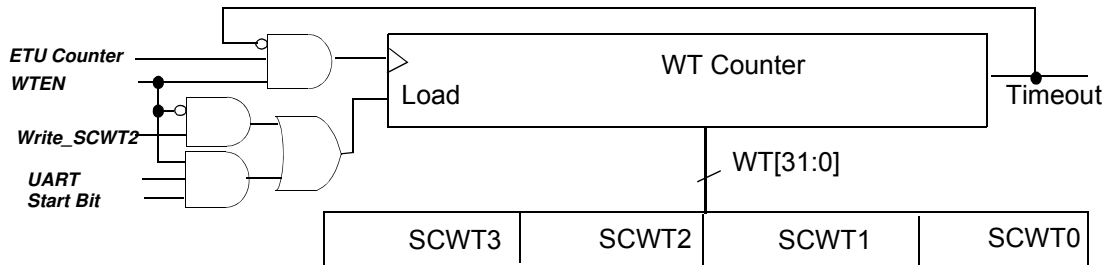 ETU Counter
WTEN
WT Counter
Load
Timeout
Write_SCWT2
UART
Start Bit
WT[31:0]
SCWT3 SCWT2 SCWT1 SCWT0